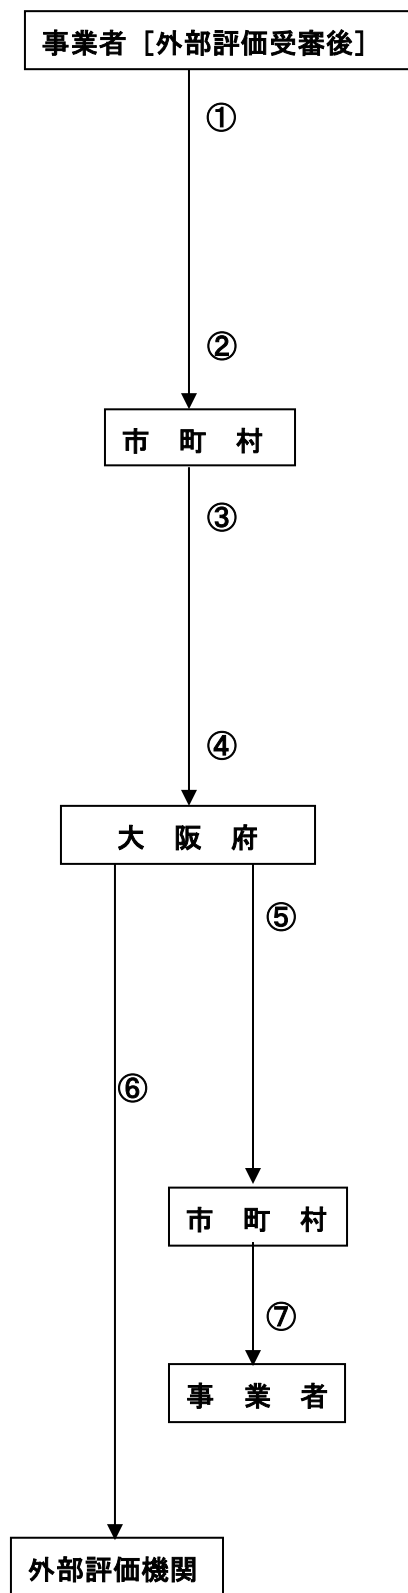 事業者［外部評価受審後］
①
②
市　町　村
③
④
大　阪　府
⑤
⑥
市　町　村
⑦
事　業　者
外部評価機関